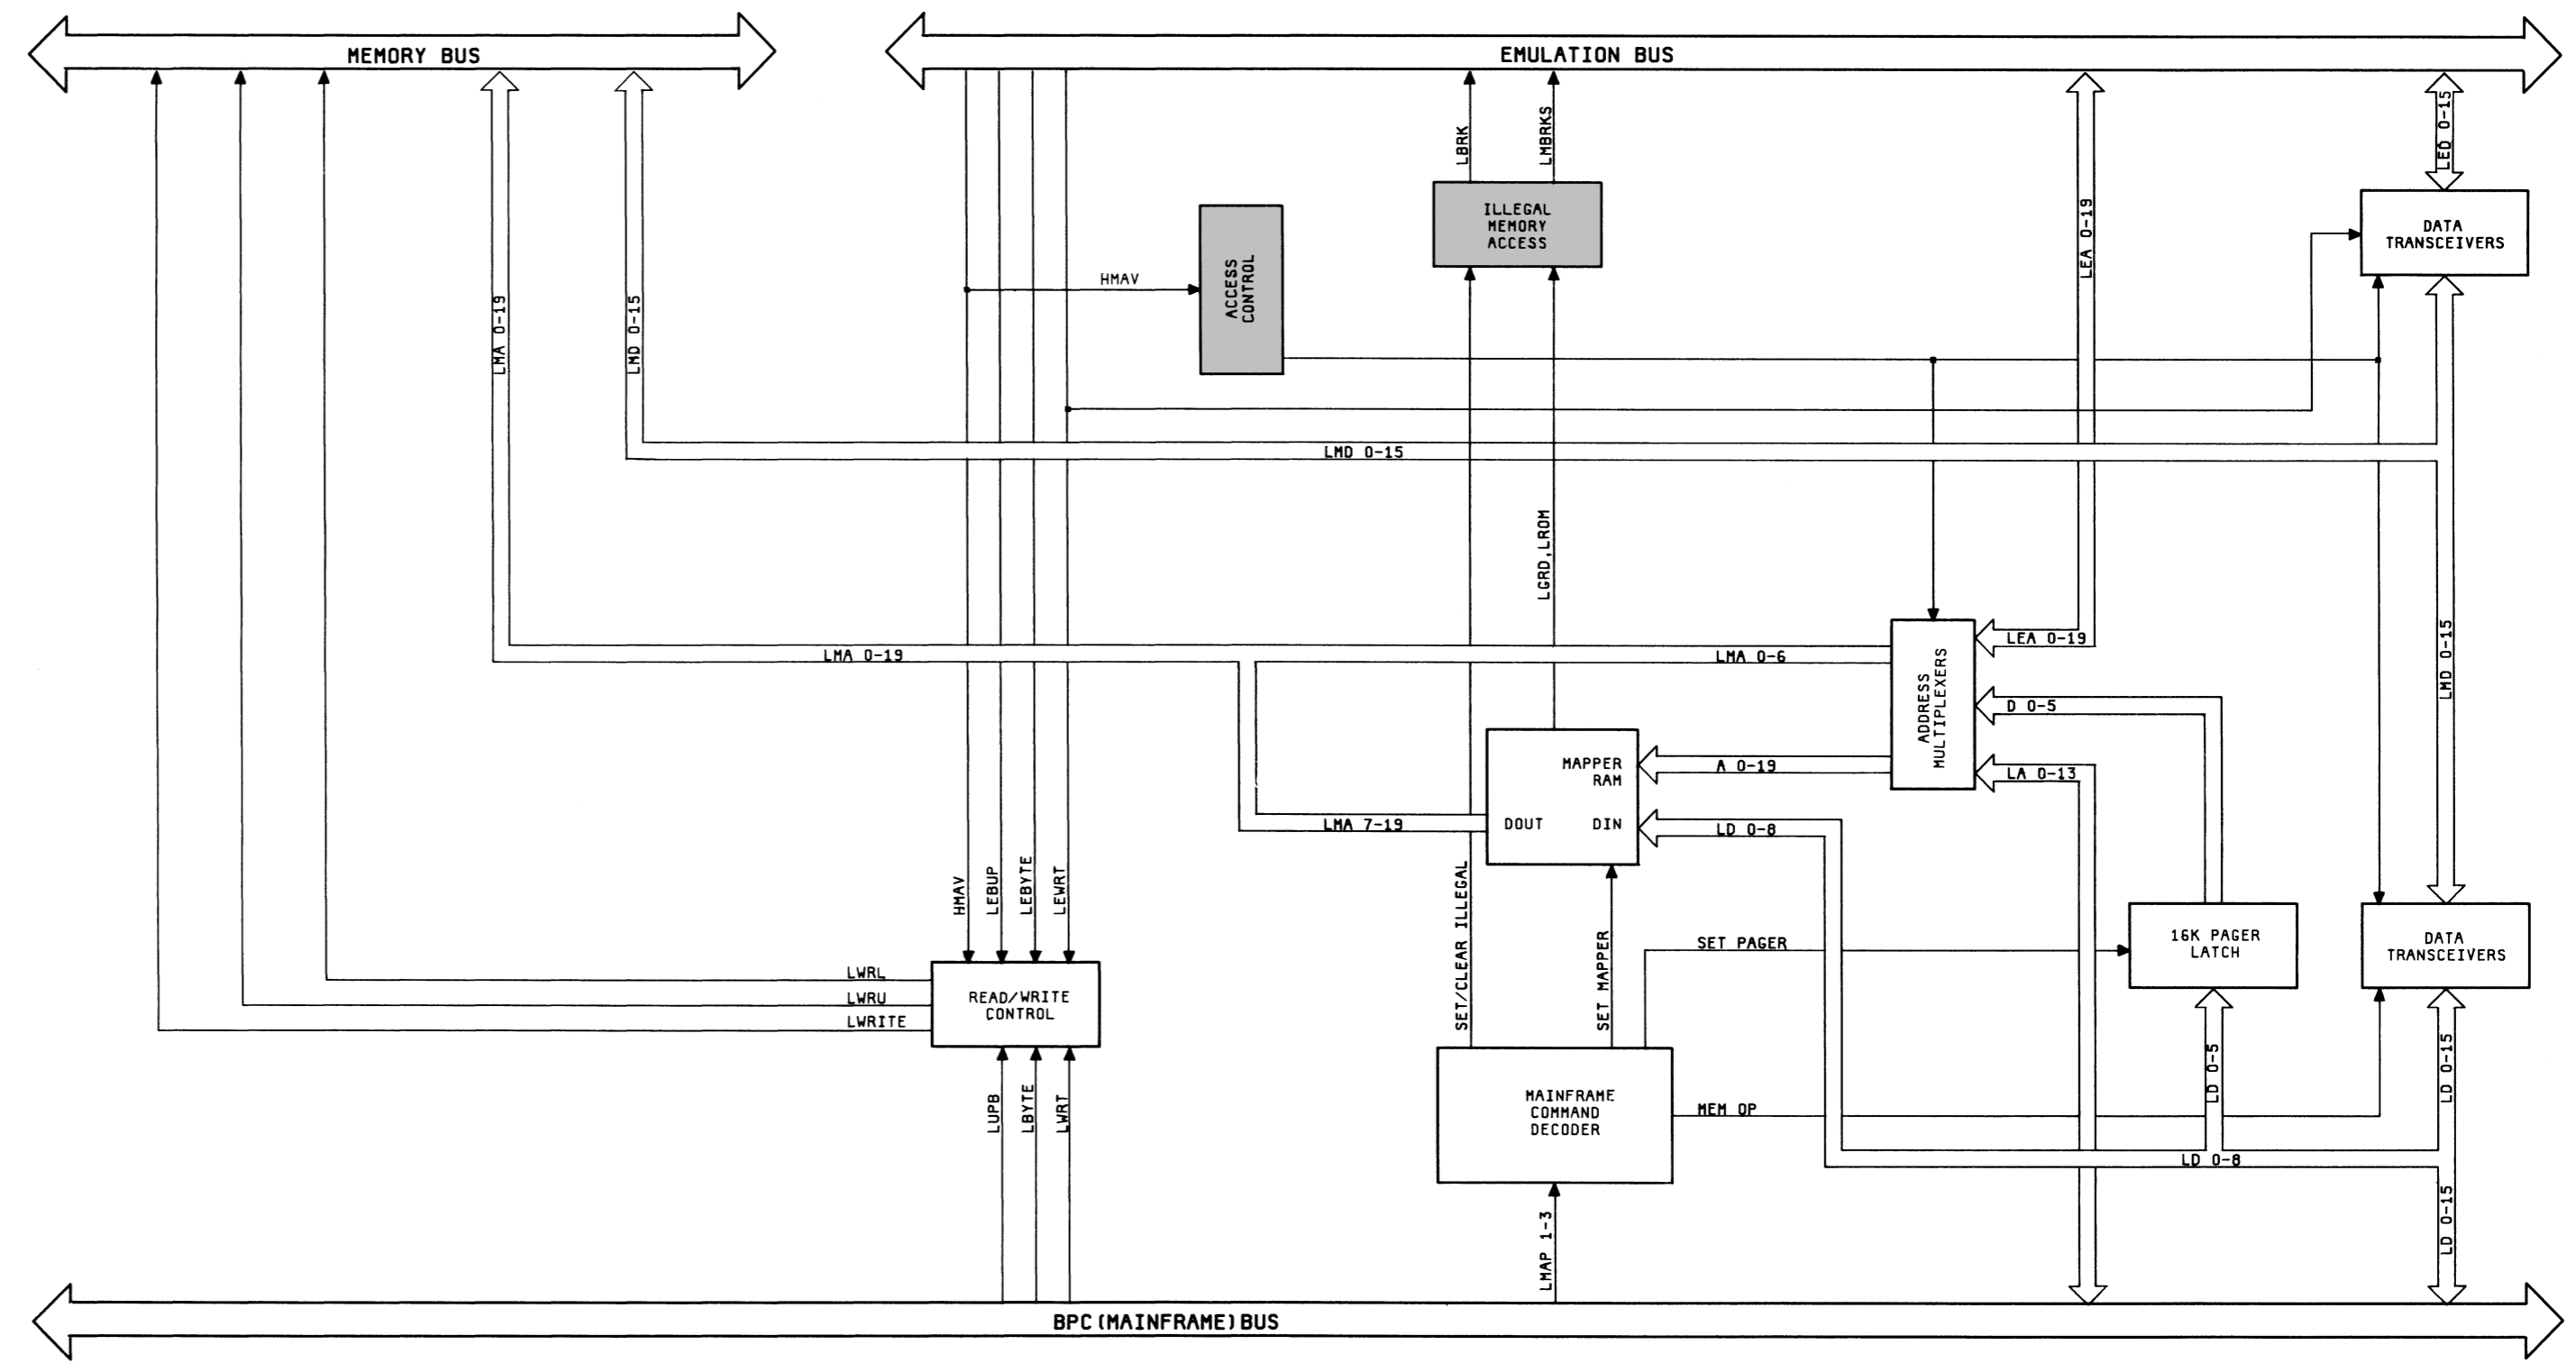 MEMORY BUS
EMULATION BUS
LBRK
LMBRKS
LED 0-15
ILLEGAL
MEMORY
ACCESS
DATA
TRANSCEIVERS
LEA 0-19
ACCESS
CONTROL
HMAV
LMA 0-19
LMD 0-15
LMD 0-15
LGRD,LROM
LMA 0-19
LMA 0-6
LEA 0-19
ADDRESS
MULTIPLEXERS
LMD 0-15
D 0-5
MAPPER
RAM
A 0-19
LA 0-13
LMA 7-19
DOUT
DIN
LD 0-8
HMAV
LEBUP
LEBYTE
LEWRT
SET/CLEAR ILLEGAL
SET MAPPER
SET PAGER
16K PAGER
LATCH
DATA
TRANSCEIVERS
LWRL
LWRU
LWRITE
READ/WRITE
CONTROL
LUPB
LBYTE
LWRT
MAINFRAME
COMMAND
DECODER
MEM OP
LD 0-5
LD 0-15
LD 0-8
LMAP 1-3
LD 0-15
BPC(MAINFRAME)BUS